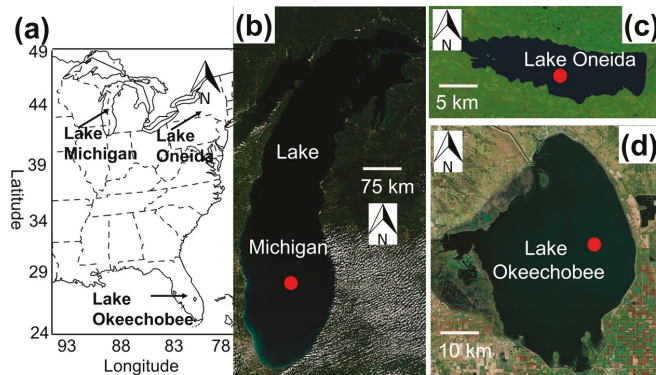 (a)
49
44
39
34
29
24
Latitude
93
88
83
78
Longitude
N
Lake
Michigan
Lake
Oneida
Lake
Okeechobee
(b)
Lake
Michigan
75 km
N
(c)
N
Lake Oneida
5 km
(d)
N
Lake
Okeechobee
10 km